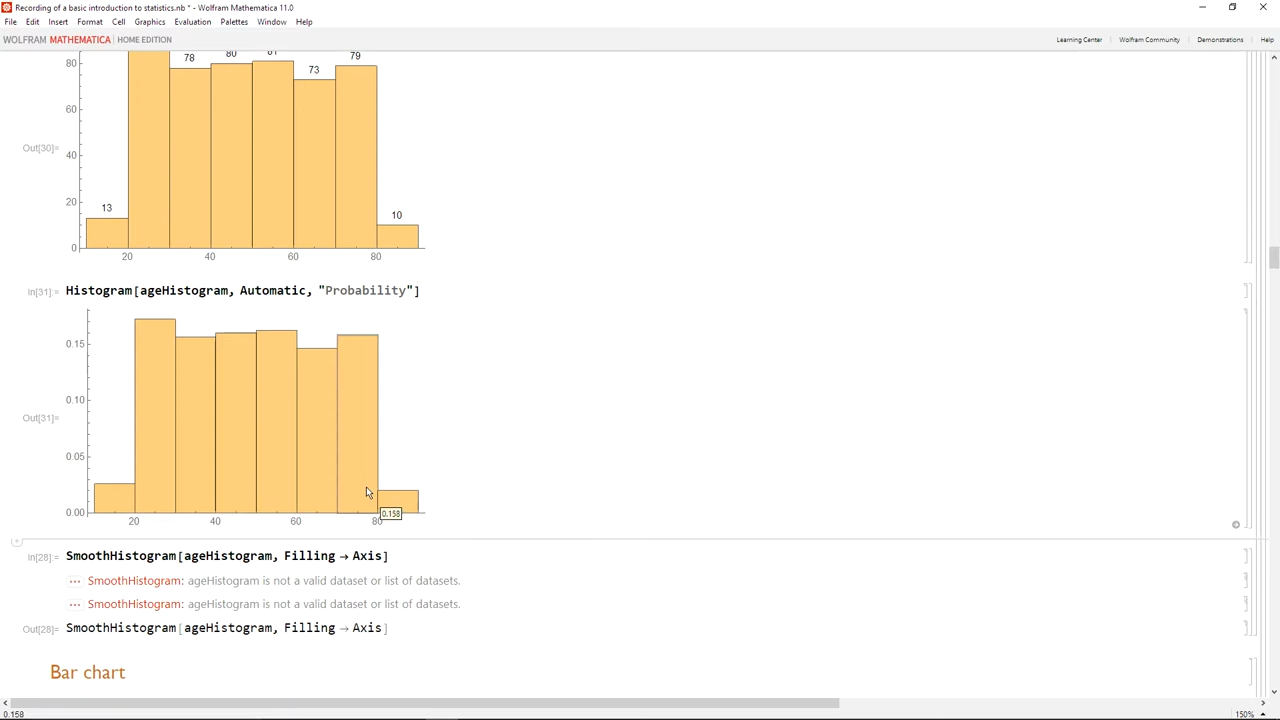 Recording of a basic introduction to statistics.nb * - Wolfram Mathematica 11.0
File Edit Insert Format Cell Graphics Evaluation Palettes Window Help
WOLFRAM MATHEMATICA | HOME EDITION
Learning Center | Wolfram Community | Demonstrations | Help
80
78 80 81 73 79
60
Out[30]=
40
20
13
10
0
20 40 60 80
In[31]:= Histogram[ageHistogram, Automatic, "Probability"]
0.15
0.10
Out[31]=
0.05
0.00
0.158
20 40 60 80
In[28]:= SmoothHistogram[ageHistogram, Filling → Axis]
··· SmoothHistogram: ageHistogram is not a valid dataset or list of datasets.
··· SmoothHistogram: ageHistogram is not a valid dataset or list of datasets.
Out[28]= SmoothHistogram[ageHistogram, Filling → Axis]
Bar chart
0.158
150%